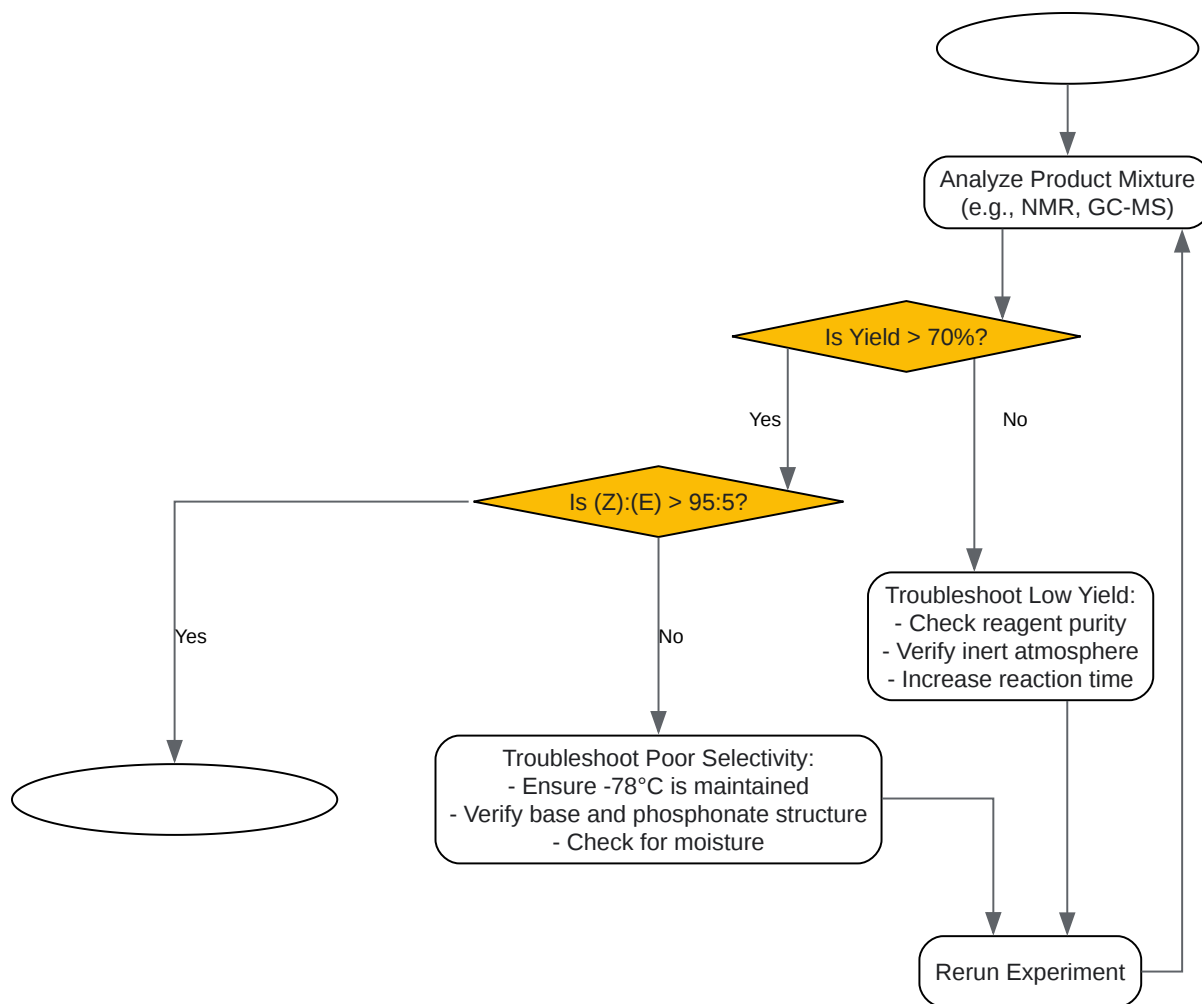 Analyze Product Mixture
(e.g., NMR, GC-MS)
Is Yield > 70%?
Yes
No
Is (Z):(E) > 95:5?
Yes
No
Troubleshoot Low Yield:
- Check reagent purity
- Verify inert atmosphere
- Increase reaction time
Troubleshoot Poor Selectivity:
- Ensure -78°C is maintained
- Verify base and phosphonate structure
- Check for moisture
Rerun Experiment